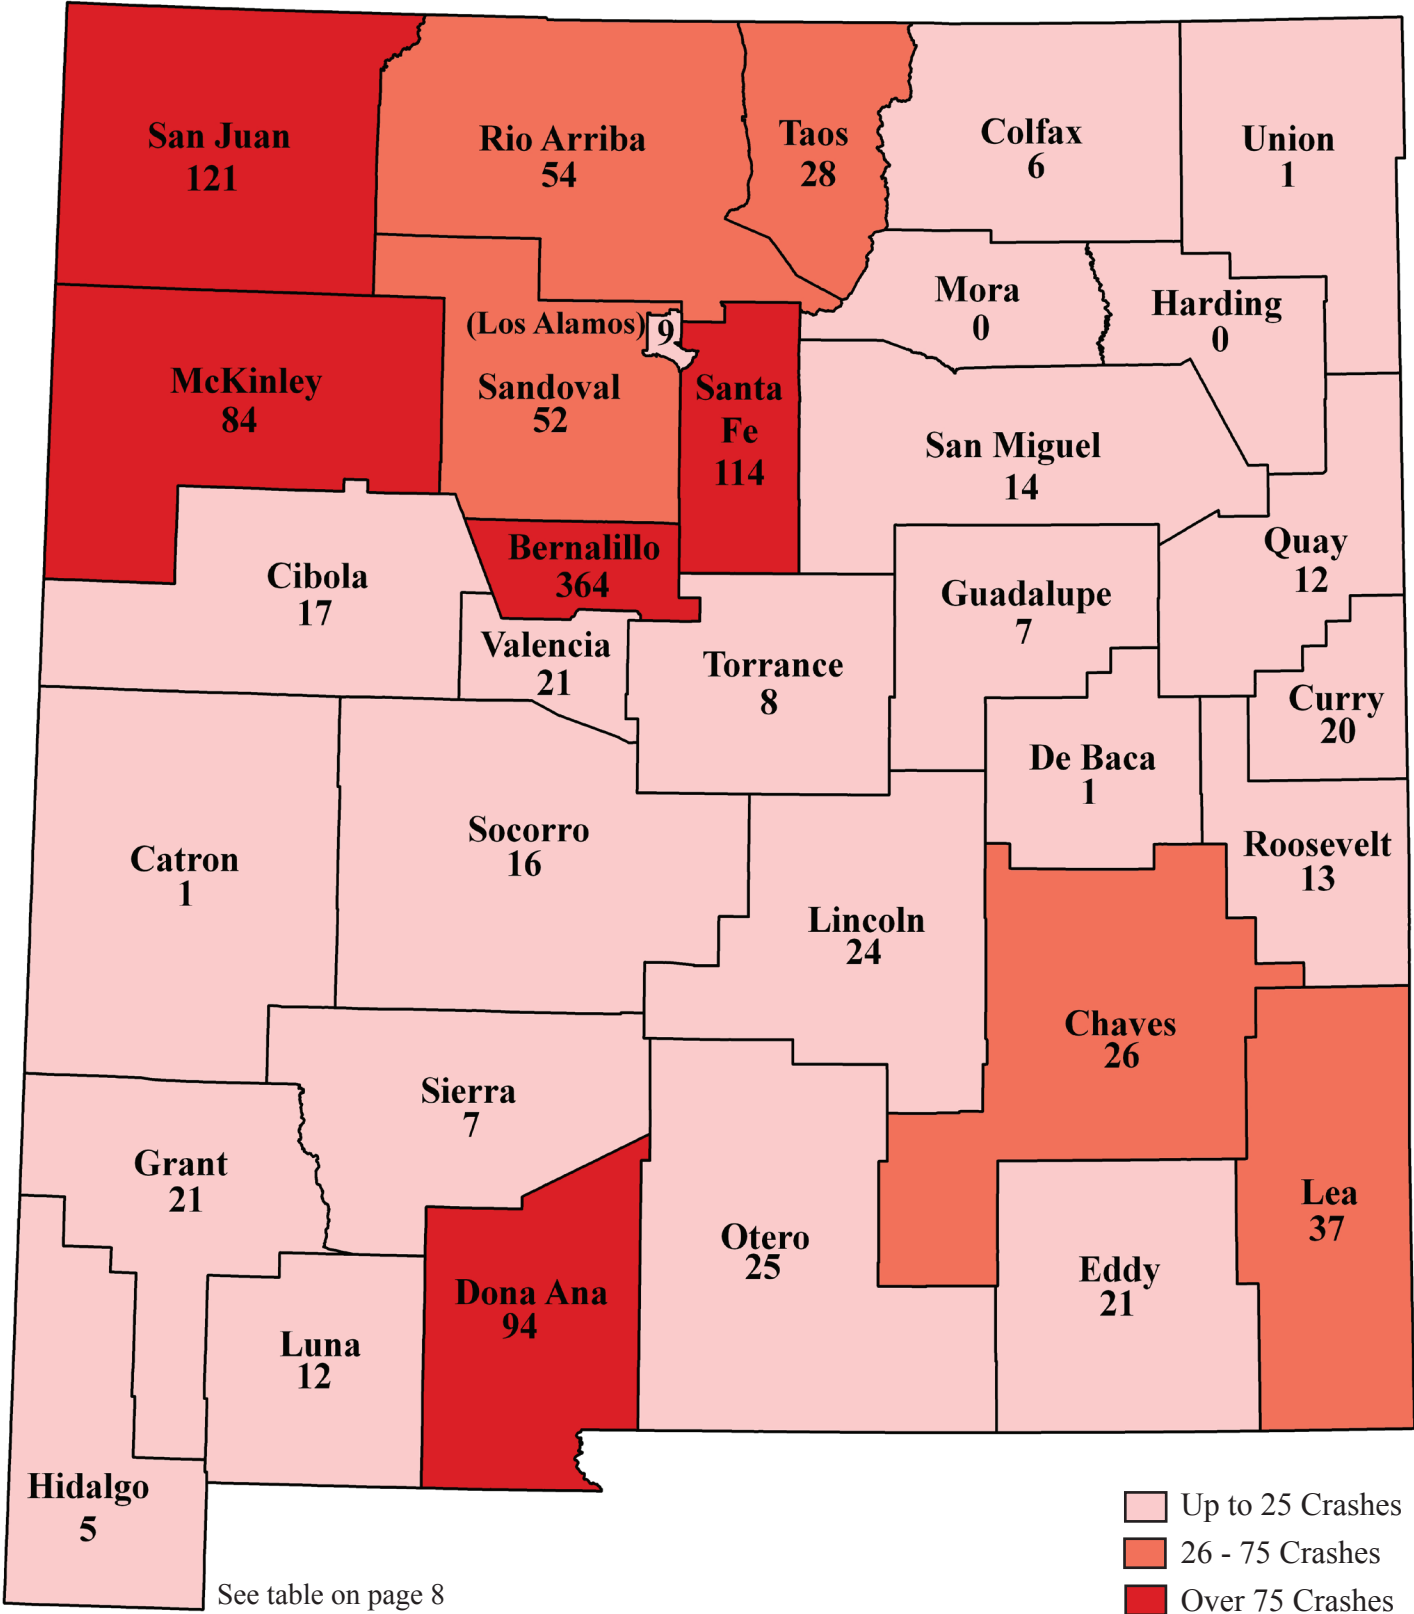 San Juan
121
Rio Arriba
54
Taos
28
Colfax
6
Union
1
Mora
0
Harding
0
(Los Alamos)
9
McKinley
84
Sandoval
52
Santa
Fe
114
San Miguel
14
Quay
12
Bernalillo
364
Cibola
17
Guadalupe
7
Valencia
21
Torrance
8
Curry
20
De Baca
1
Socorro
16
Catron
1
Roosevelt
13
Lincoln
24
Chaves
26
Sierra
7
Grant
21
Lea
37
Otero
25
Eddy
21
Dona Ana
94
Luna
12
Hidalgo
5
See table on page 8
Up to 25 Crashes
26 - 75 Crashes
Over 75 Crashes